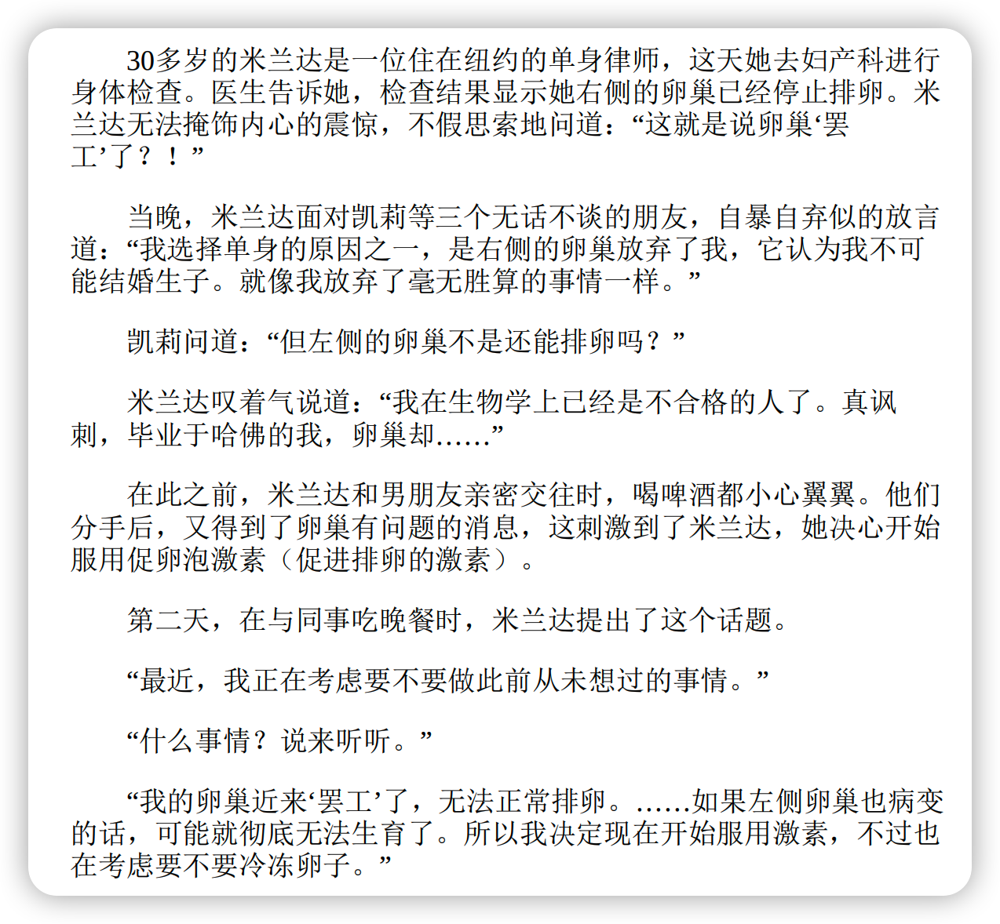 30多岁的米兰达是一位住在纽约的单身律师，这天她去妇产科进行
身体检查。医生告诉她，检查结果显示她右侧的卵巢已经停止排卵。米
兰达无法掩饰内心的震惊，不假思索地问道：“这就是说卵巢‘罢
工’了？！”
当晚，米兰达面对凯莉等三个无话不谈的朋友，自暴自弃似的放言
道：“我选择单身的原因之一，是右侧的卵巢放弃了我，它认为我不可
能结婚生子。就像我放弃了毫无胜算的事情一样。”
凯莉问道：“但左侧的卵巢不是还能排卵吗？”
米兰达叹着气说道：“我在生物学上已经是不合格的人了。真讽
刺，毕业于哈佛的我，卵巢却……”
在此之前，米兰达和男朋友亲密交往时，喝啤酒都小心翼翼。他们
分手后，又得到了卵巢有问题的消息，这刺激到了米兰达，她决心开始
服用促卵泡激素（促进排卵的激素）。
第二天，在与同事吃晚餐时，米兰达提出了这个话题。
“最近，我正在考虑要不要做此前从未想过的事情。”
“什么事情？说来听听。”
“我的卵巢近来‘罢工’了，无法正常排卵。……如果左侧卵巢也病变
的话，可能就彻底无法生育了。所以我决定现在开始服用激素，不过也
在考虑要不要冷冻卵子。”